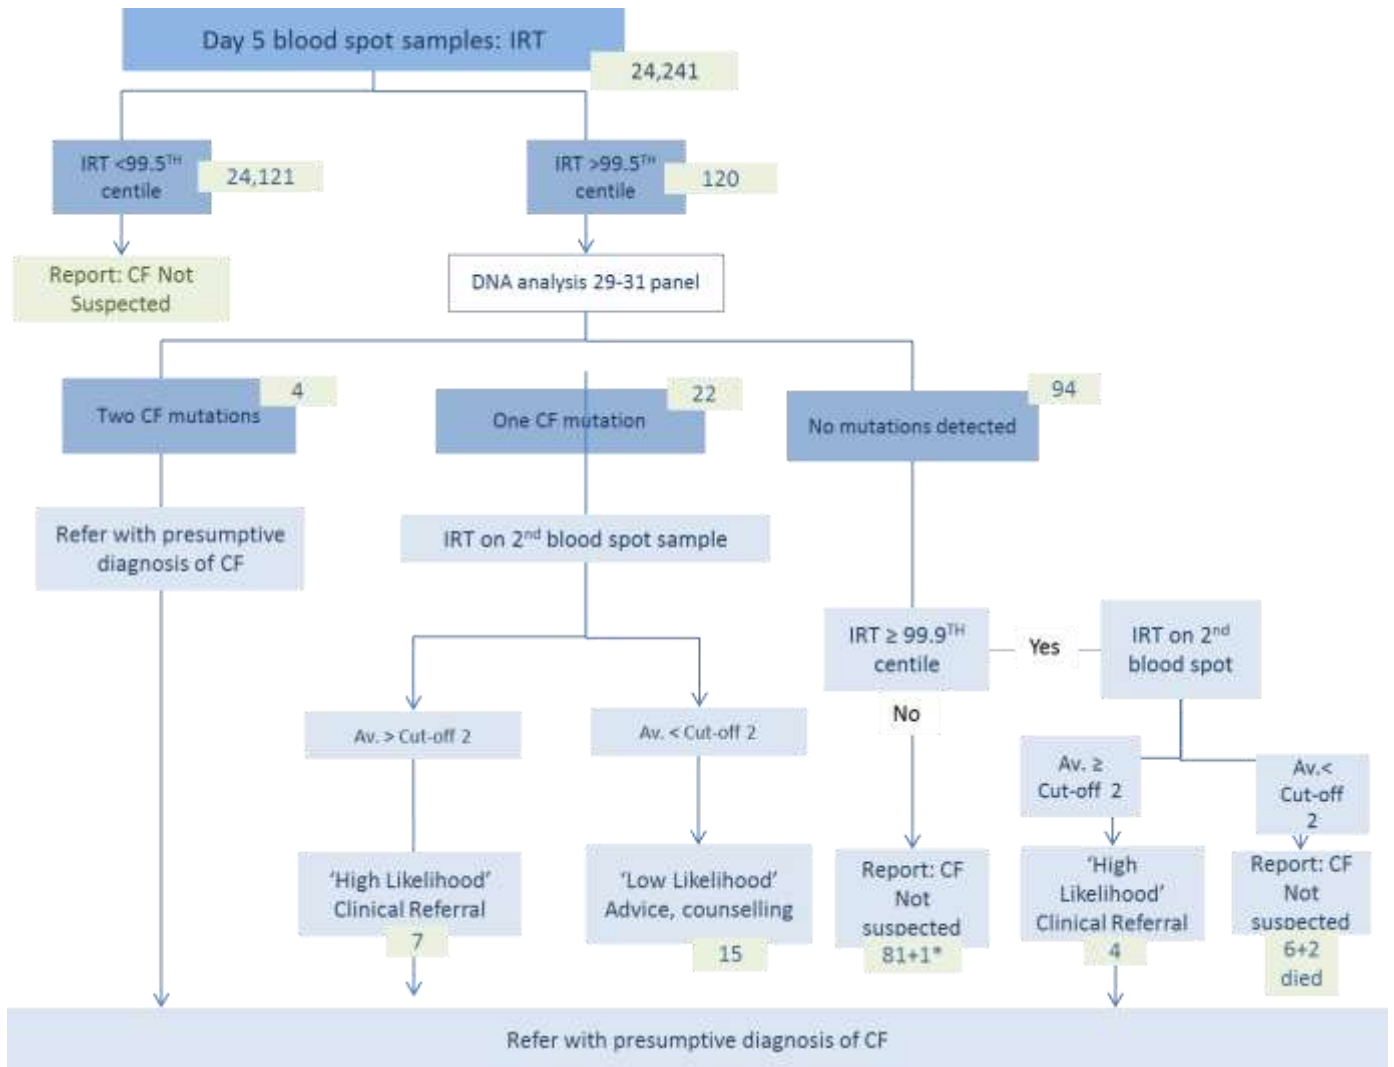 Day 5 blood spot samples: IRT
24,241
IRT <99.5TH
centile
24,121
IRT >99.5TH
centile
120
Report: CF Not
Suspected
DNA analysis 29-31 panel
Two CF mutations
4
One CF mutation
22
No mutations detected
94
Refer with presumptive
diagnosis of CF
IRT on 2nd blood spot sample
IRT ≥ 99.9TH
centile
Yes
IRT on 2nd
blood spot
No
Av. > Cut-off 2
Av. < Cut-off 2
Av. ≥
Cut-off 2
Av.<
Cut-off
2
'High Likelihood'
Clinical Referral
7
'Low Likelihood'
Advice, counselling
15
Report: CF
Not
suspected
81+1*
'High
Likelihood'
Clinical Referral
4
Report: CF
Not
suspected
6+2
died
Refer with presumptive diagnosis of CF